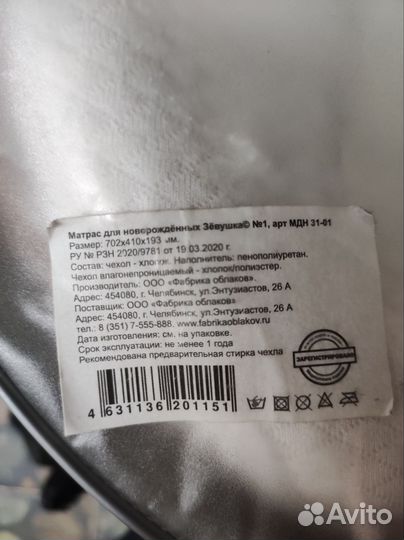 Матрас для новорождённых Зёвушка© №1, арт МДН 31-01
Размер: 702х410х193 мм.
РУ № РЗН 2020/9781 от 19.03.2020 г.
Состав: чехол - хлопок. Наполнитель: пенополиуретан.
Чехол влагонепроницаемый - хлопок/полиэстер.
Производитель: ООО «Фабрика облаков».
Адрес: 454080, г. Челябинск, ул.Энтузиастов, 26 А
Поставщик: ООО «Фабрика облаков»
Адрес: 454080, г. Челябинск, ул.Энтузиастов, 26 А
тел.: 8 (351) 7-555-888. www.fabrikaoblakov.ru
Дата изготовления: см. на упаковке.
Срок эксплуатации: не менее 1 года
Рекомендована предварительная стирка чехла
ЗАРЕГИСТРИРОВАНО
4 631136 201151
Avito